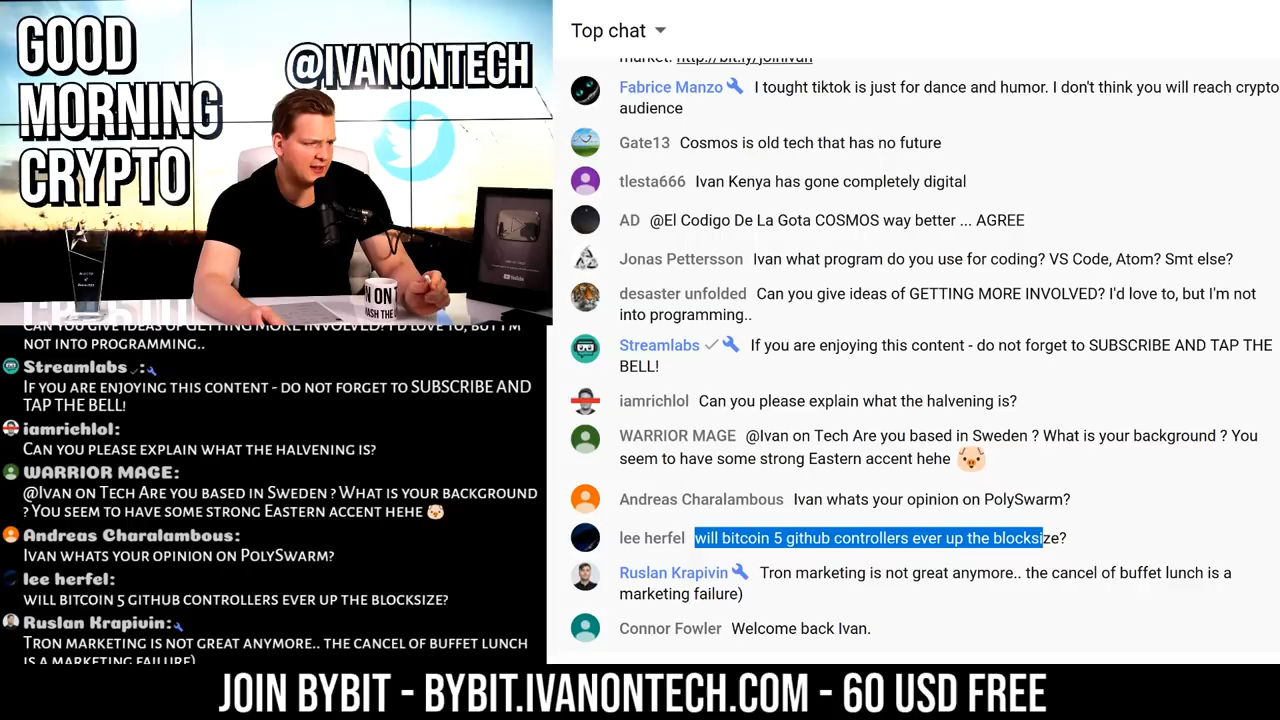 GOOD
MORNING
CRYPTO
@IVANONTECH
CAN YOU GIVE IDEAS OF GETTING MORE INVOLVED? I'D LOVE TO, BUT I'M
NOT INTO PROGRAMMING..
Streamlabs :
IF YOU ARE ENJOYING THIS CONTENT - DO NOT FORGET TO SUBSCRIBE AND
TAP THE BELL!
iamrichlol:
CAN YOU PLEASE EXPLAIN WHAT THE HALVENING IS?
WARRIOR MAGE:
@IVAN ON TECH ARE YOU BASED IN SWEDEN ? WHAT IS YOUR BACKGROUND
? YOU SEEM TO HAVE SOME STRONG EASTERN ACCENT HEHE
Andreas Charalambous:
IVAN WHATS YOUR OPINION ON POLYSWARM?
lee herfel:
WILL BITCOIN 5 GITHUB CONTROLLERS EVER UP THE BLOCKSIZE?
Ruslan Krapivin:
TRON MARKETING IS NOT GREAT ANYMORE.. THE CANCEL OF BUFFET LUNCH
IS A MARKETING FAILURE)
Top chat
market. http://bit.ly/joinivan
Fabrice Manzo I tought tiktok is just for dance and humor. I don't think you will reach crypto
audience
Gate13 Cosmos is old tech that has no future
tlesta666 Ivan Kenya has gone completely digital
AD @El Codigo De La Gota COSMOS way better ... AGREE
Jonas Pettersson Ivan what program do you use for coding? VS Code, Atom? Smt else?
desaster unfolded Can you give ideas of GETTING MORE INVOLVED? I'd love to, but I'm not
into programming..
Streamlabs If you are enjoying this content - do not forget to SUBSCRIBE AND TAP THE
BELL!
iamrichlol Can you please explain what the halvening is?
WARRIOR MAGE @Ivan on Tech Are you based in Sweden ? What is your background ? You
seem to have some strong Eastern accent hehe
Andreas Charalambous Ivan whats your opinion on PolySwarm?
lee herfel will bitcoin 5 github controllers ever up the blocksize?
Ruslan Krapivin Tron marketing is not great anymore.. the cancel of buffet lunch is a
marketing failure)
Connor Fowler Welcome back Ivan.
JOIN BYBIT - BYBIT.IVANONTECH.COM - 60 USD FREE